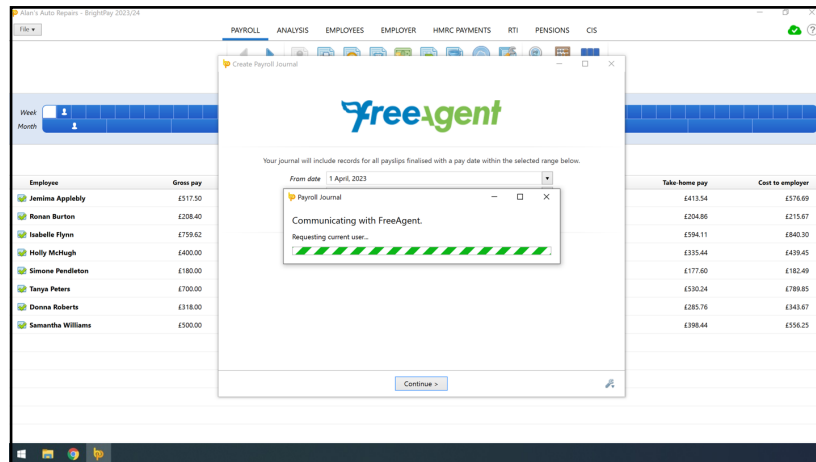 Alan's Auto Repairs - BrightPay 2023/24
File
PAYROLL ANALYSIS EMPLOYEES EMPLOYER HMRC PAYMENTS RTI PENSIONS CIS
Create Payroll Journal
Week 1
Month 1
freeagent
Your journal will include records for all payslips finalised with a pay date within the selected range below.
From date 1 April, 2023
Payroll Journal
Communicating with FreeAgent.
Requesting current user...
Employee Gross pay Take-home pay Cost to employer
Jemima Applebly £517.50 £413.54 £576.69
Ronan Burton £208.40 £204.86 £215.67
Isabelle Flynn £759.62 £594.11 £840.30
Holly McHugh £400.00 £335.44 £439.45
Simone Pendleton £180.00 £177.60 £182.49
Tanya Peters £700.00 £530.24 £789.85
Donna Roberts £318.00 £285.76 £343.67
Samantha Williams £500.00 £398.44 £556.25
Continue >